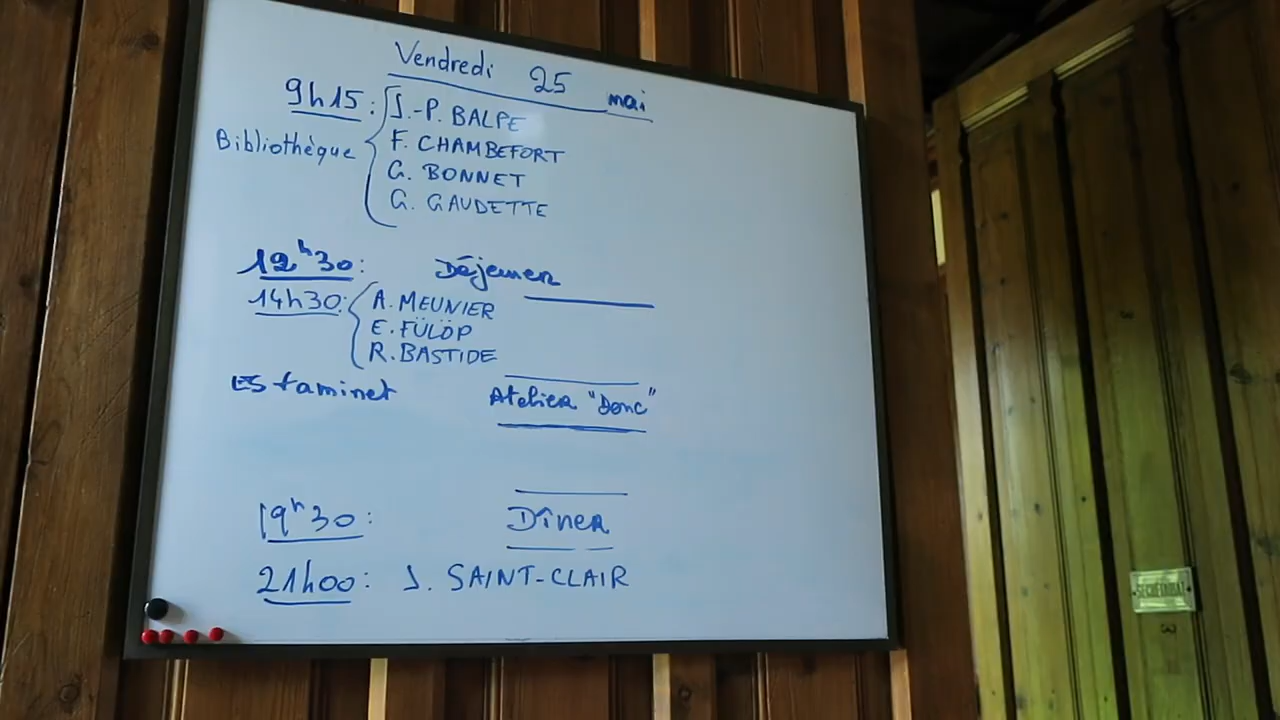 Vendredi 25 mai
9h15: J.-P. BALPE
Bibliothèque F. CHAMBEFORT
G. BONNET
G. GAUDETTE
12h30: Déjeuner
14h30: A. MEUNIER
E. FÜLÖP
R. BASTIDE
Estaminet Atelier "Donc"
19h30: Dîner
21h00: J. SAINT-CLAIR
SECRÉTARIAT